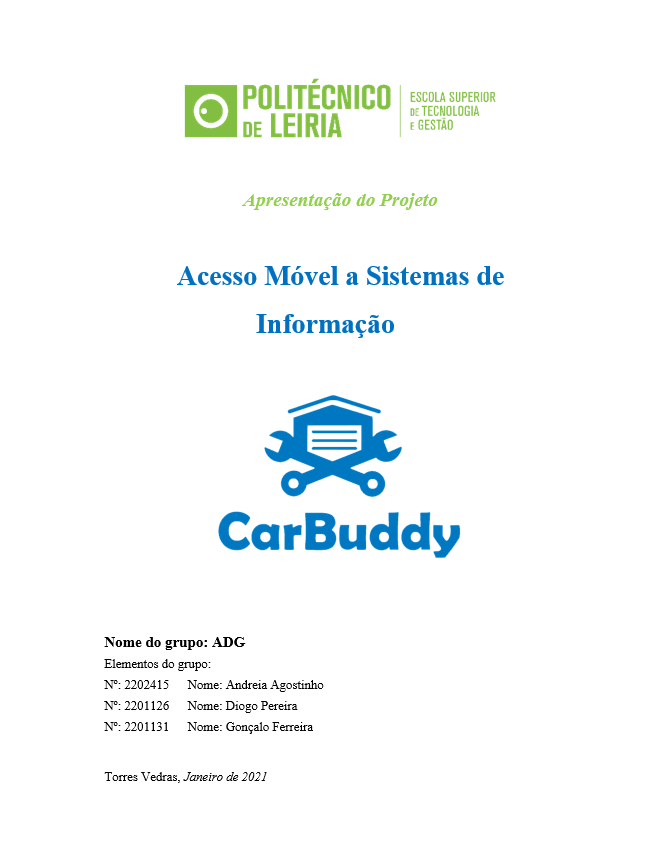 POLITÉCNICO
DE LEIRIA
ESCOLA SUPERIOR
DE TECNOLOGIA
E GESTÃO
Apresentação do Projeto
Acesso Móvel a Sistemas de
Informação
CarBuddy
Nome do grupo: ADG
Elementos do grupo:
Nº: 2202415 Nome: Andreia Agostinho
Nº: 2201126 Nome: Diogo Pereira
Nº: 2201131 Nome: Gonçalo Ferreira
Torres Vedras, Janeiro de 2021